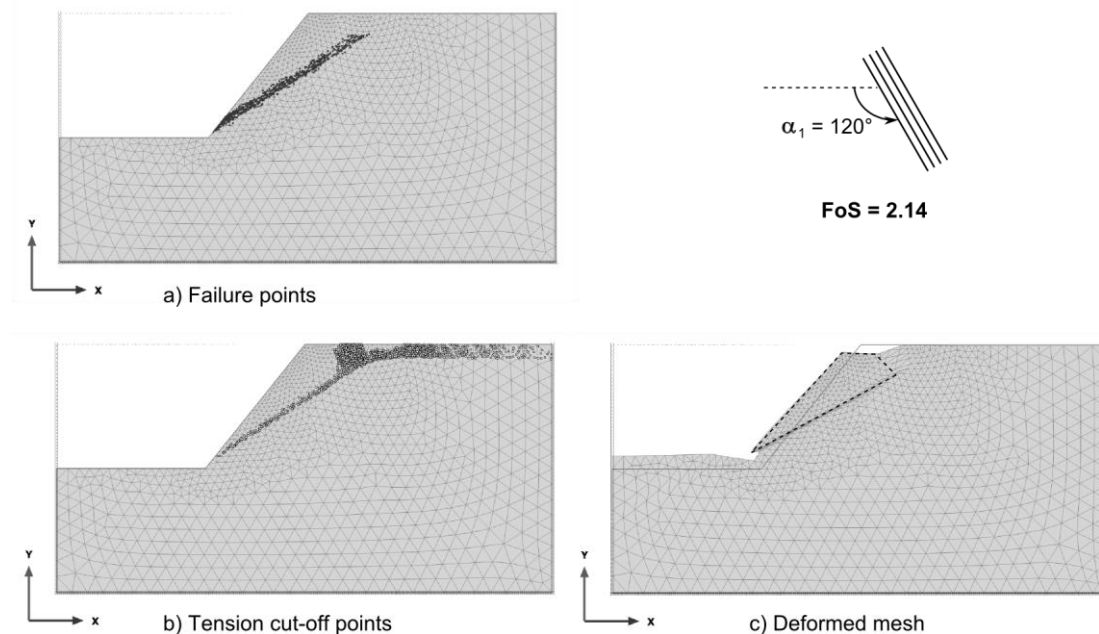 α₁ = 120°
FoS = 2.14
Y
X
a) Failure points
Y
X
b) Tension cut-off points
Y
X
c) Deformed mesh